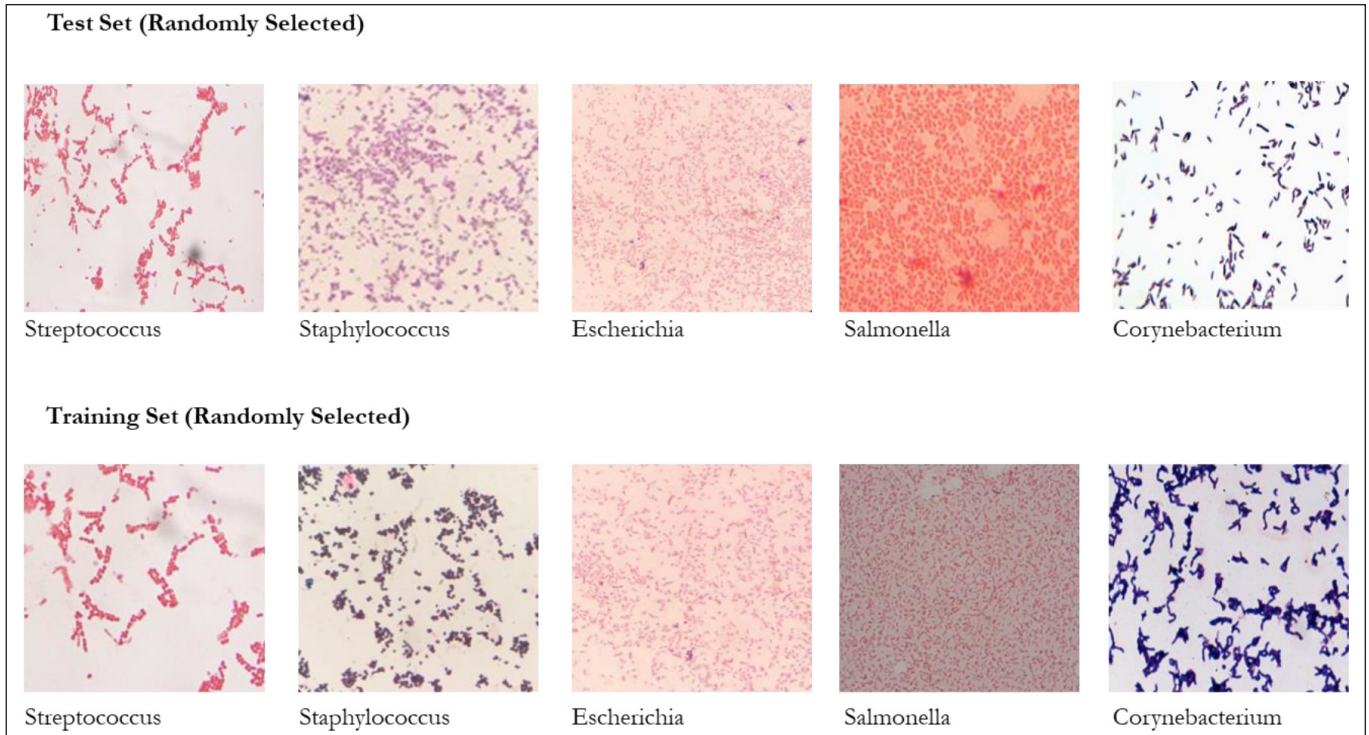 Test Set (Randomly Selected)
Streptococcus
Staphylococcus
Escherichia
Salmonella
Corynebacterium
Training Set (Randomly Selected)
Streptococcus
Staphylococcus
Escherichia
Salmonella
Corynebacterium